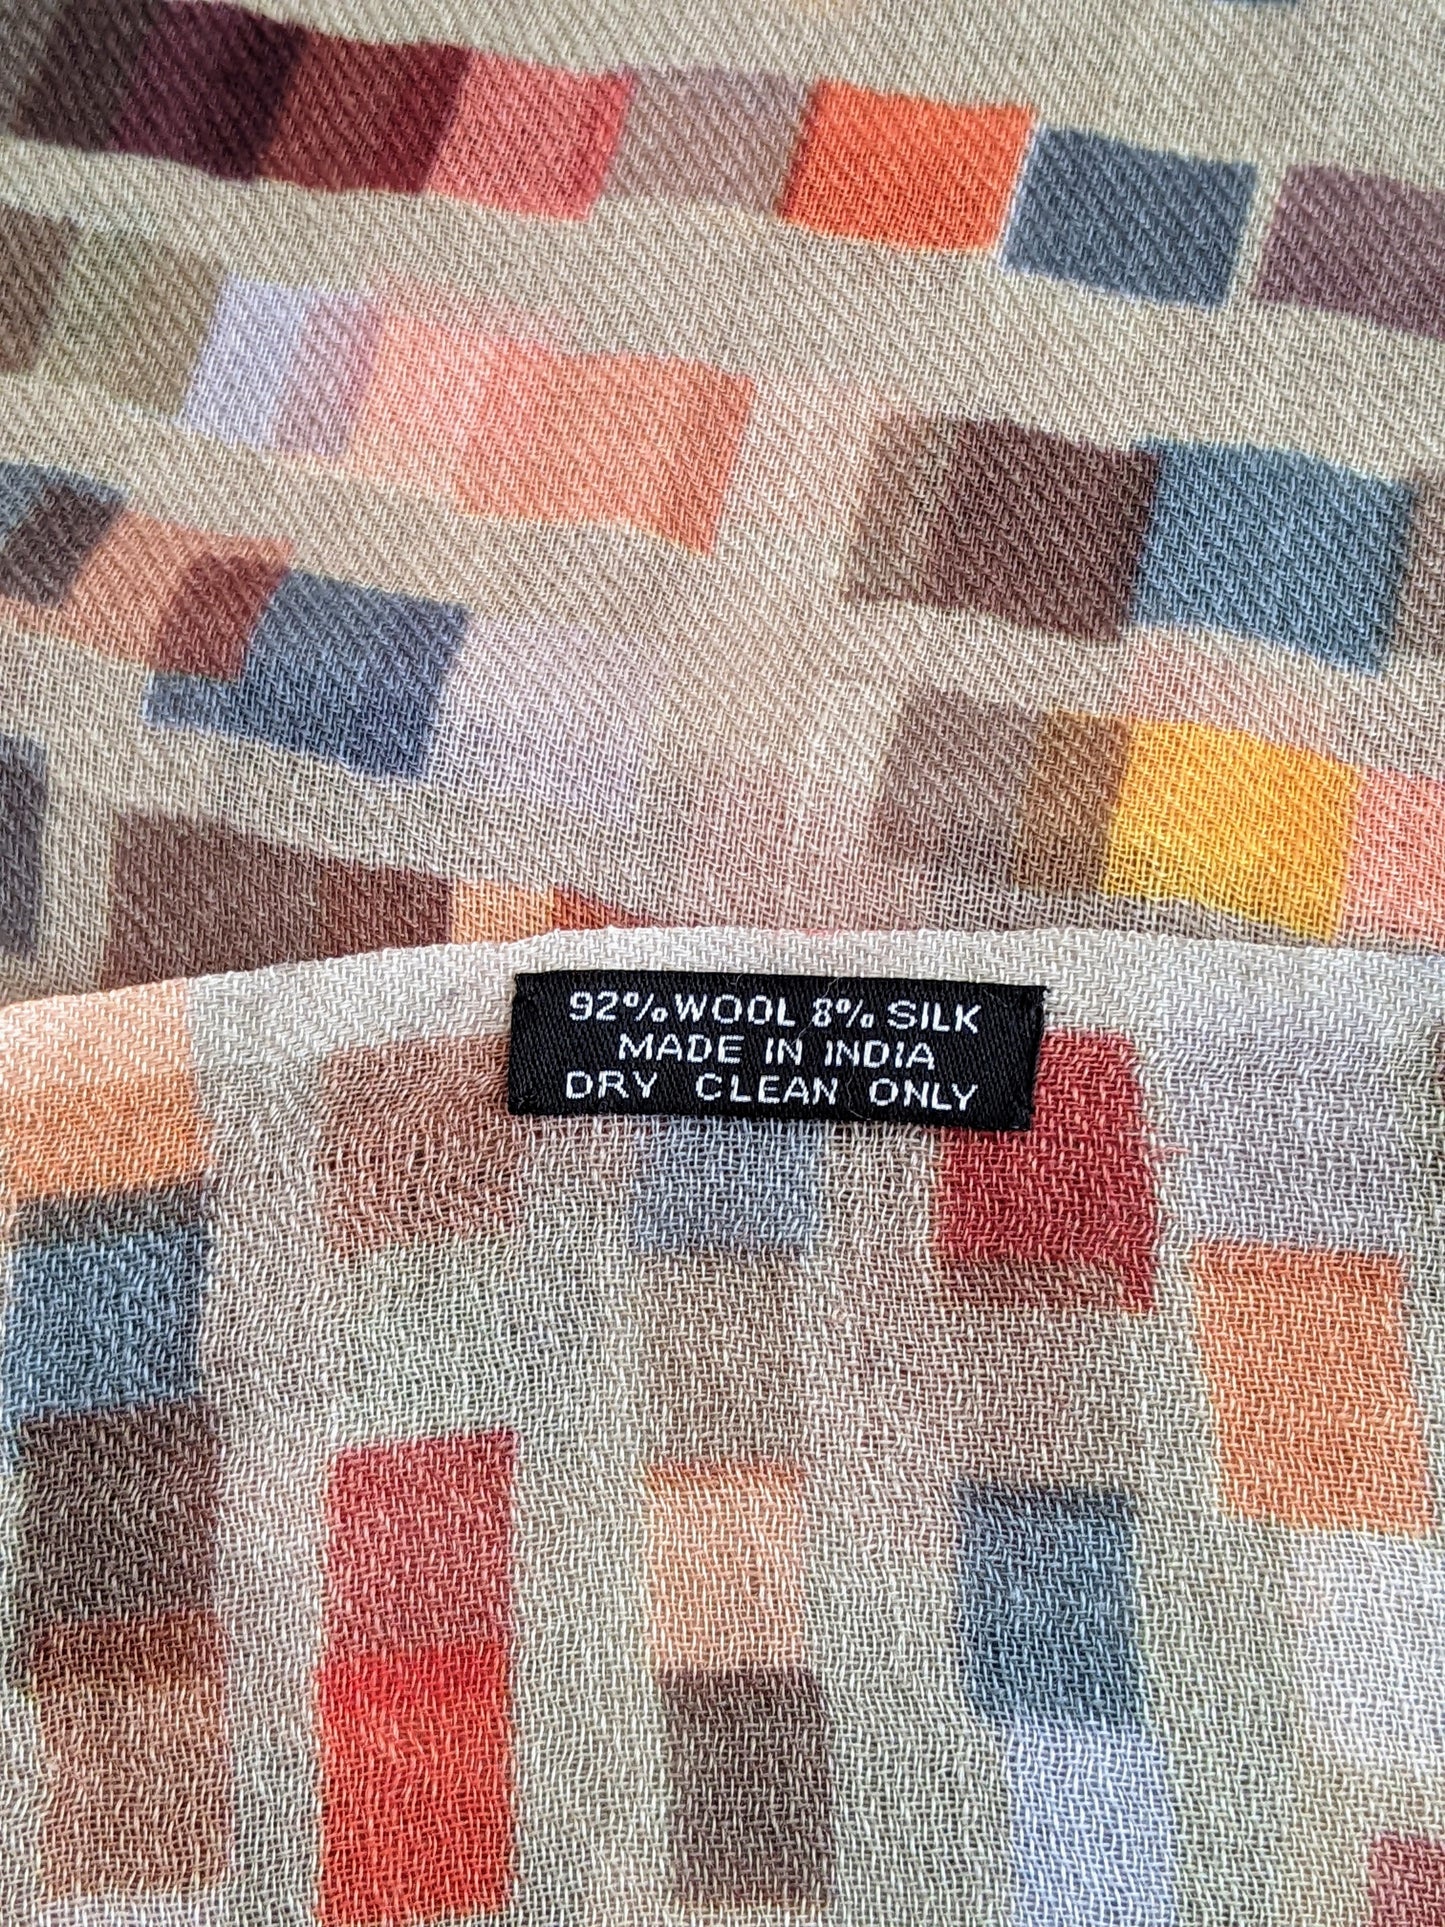 92% WOOL 8% SILK
MADE IN INDIA
DRY CLEAN ONLY